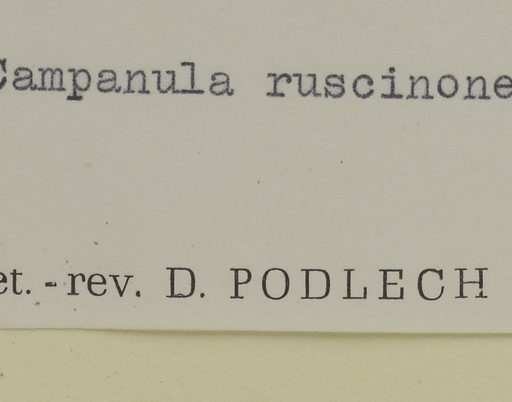 Campanula ruscinone
et. - rev. D. PODLECH